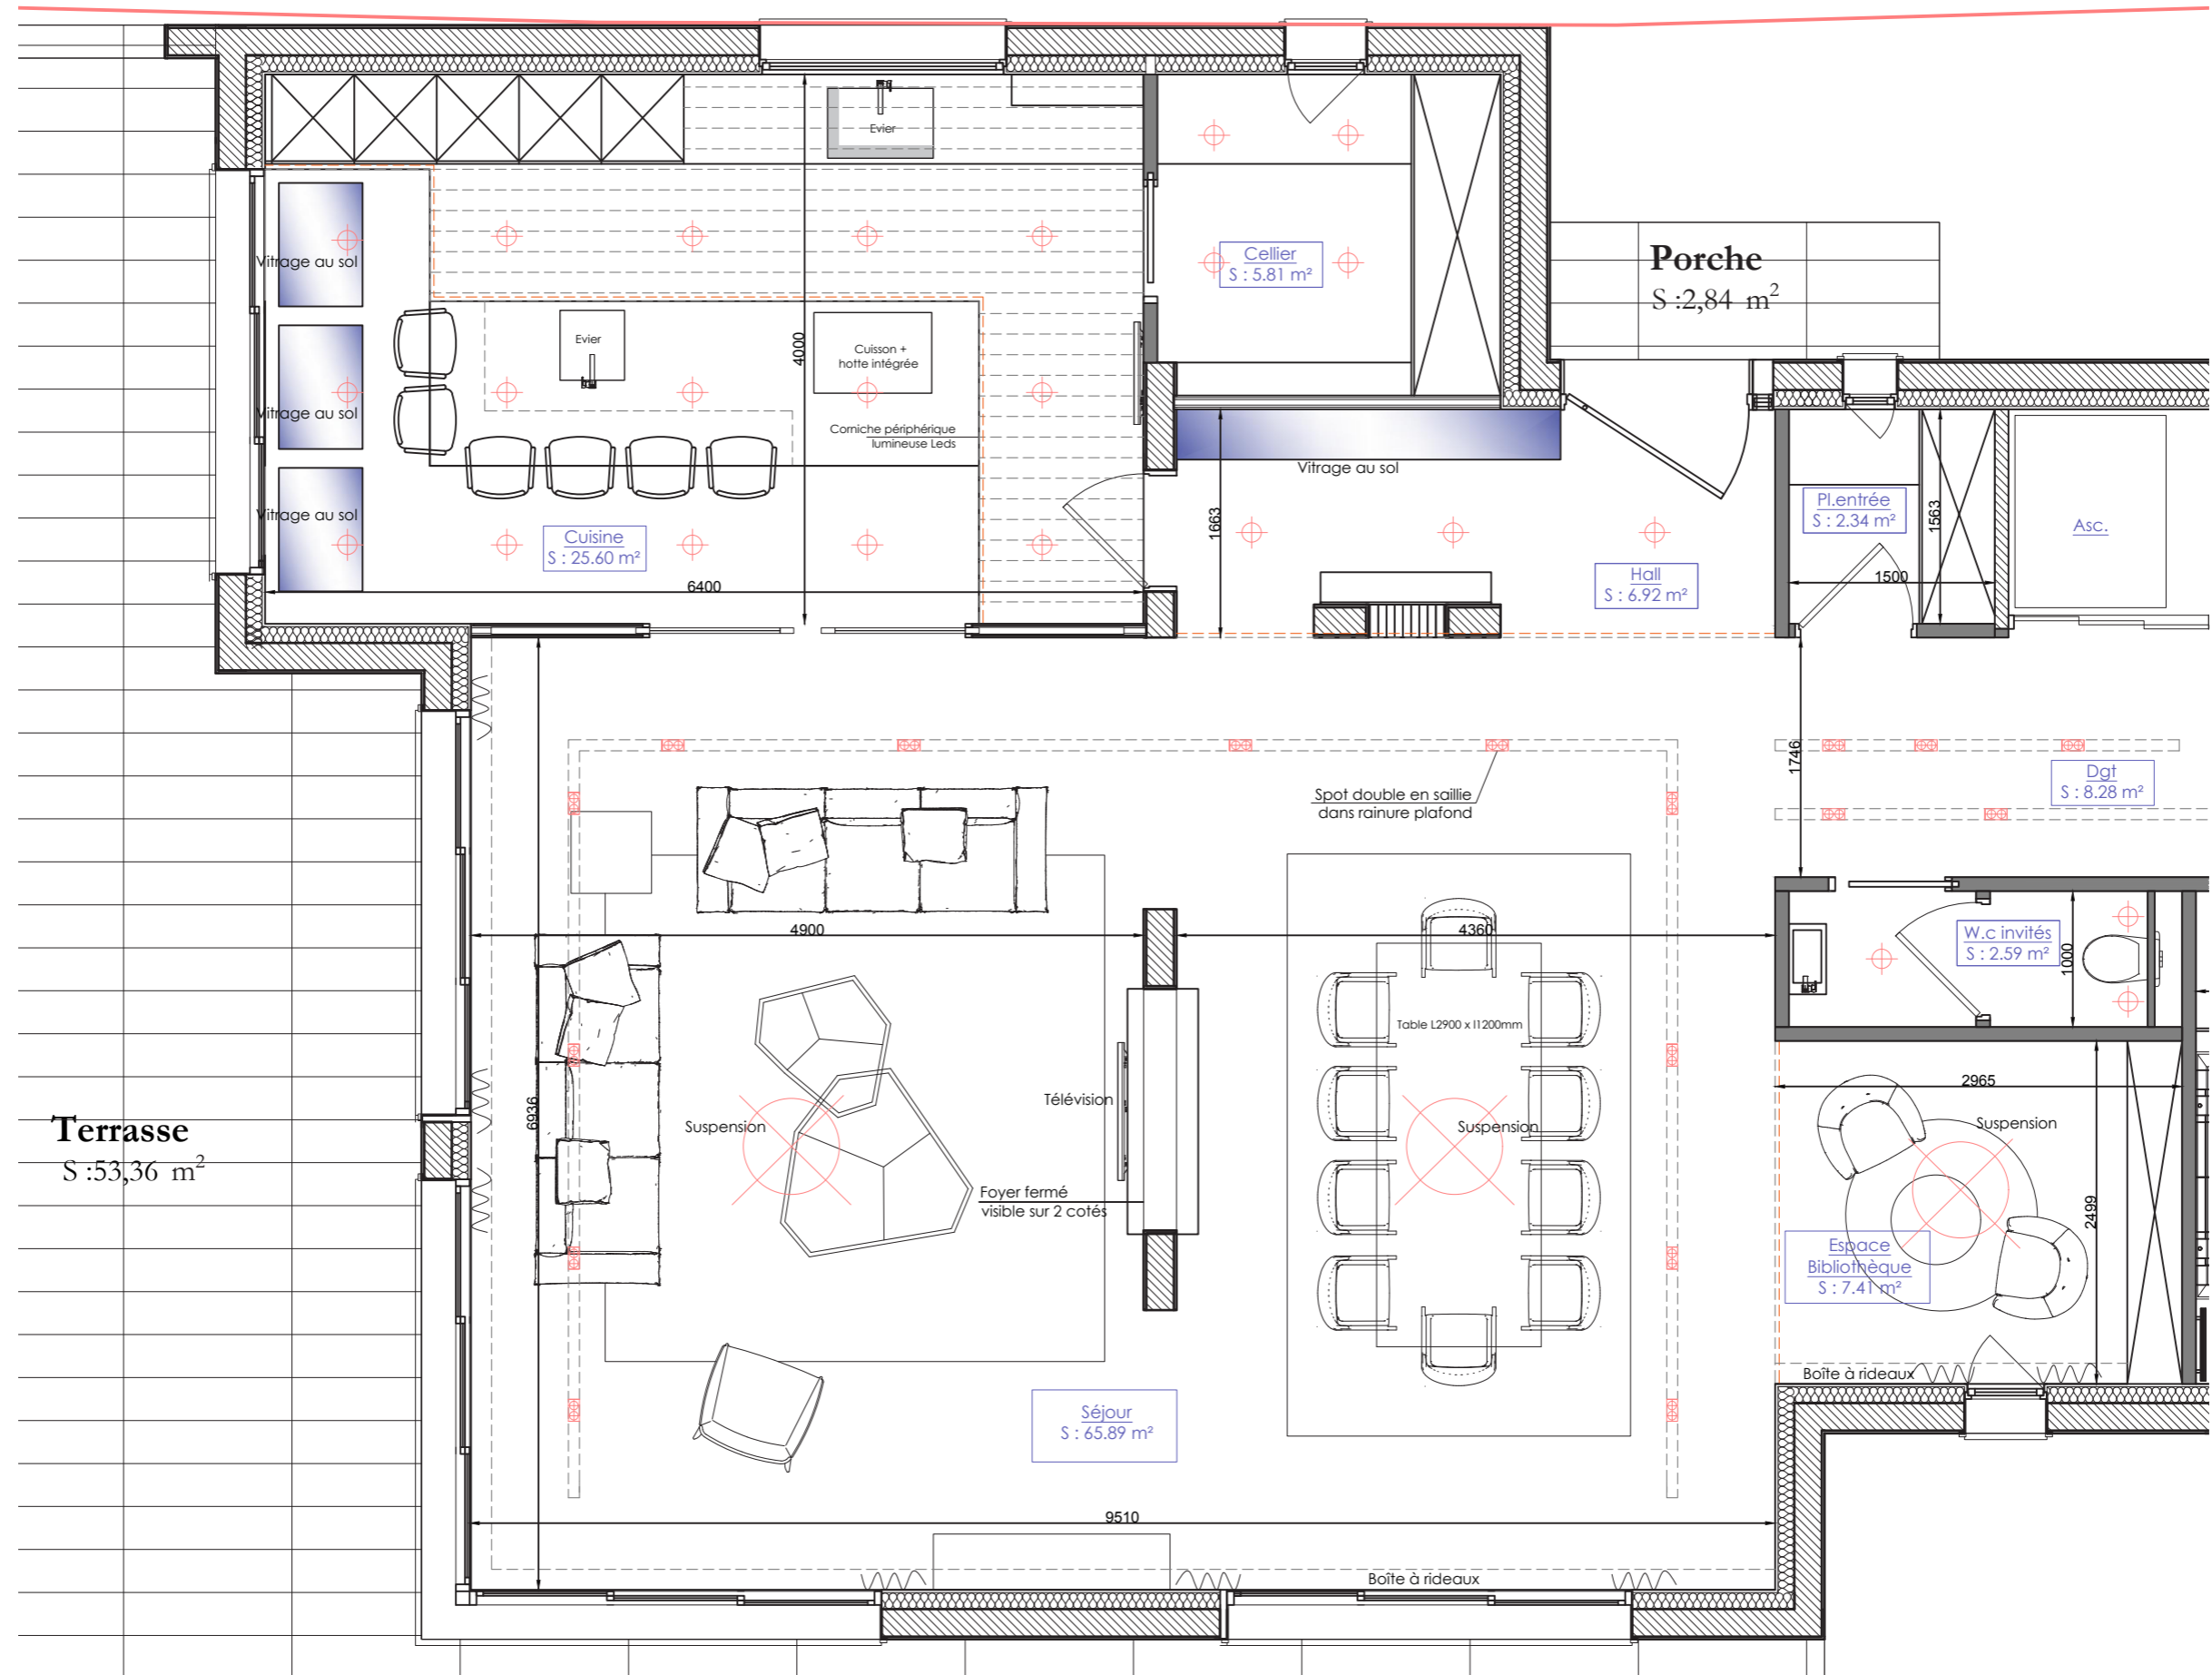 Evier
Vitrage au sol
Cellier
S : 5.81 m²
Porche
S :2,84 m²
Evier
Cuisson +
hotte intégrée
4000
Vitrage au sol
Corniche périphérique
lumineuse Leds
Vitrage au sol
Vitrage au sol
Pl.entrée
S : 2.34 m²
1563
Asc.
1663
Cuisine
S : 25.60 m²
6400
Hall
S : 6.92 m²
1500
1746
Dgt
S : 8.28 m²
Spot double en saillie
dans rainure plafond
4900
4360
W.c invités
S : 2.59 m²
1000
Table L2900 x l1200mm
2965
Terrasse
S :53,36 m²
6936
Suspension
Télévision
Suspension
Suspension
Foyer fermé
visible sur 2 cotés
2499
Espace
Bibliothèque
S : 7.41 m²
Boîte à rideaux
Séjour
S : 65.89 m²
9510
Boîte à rideaux